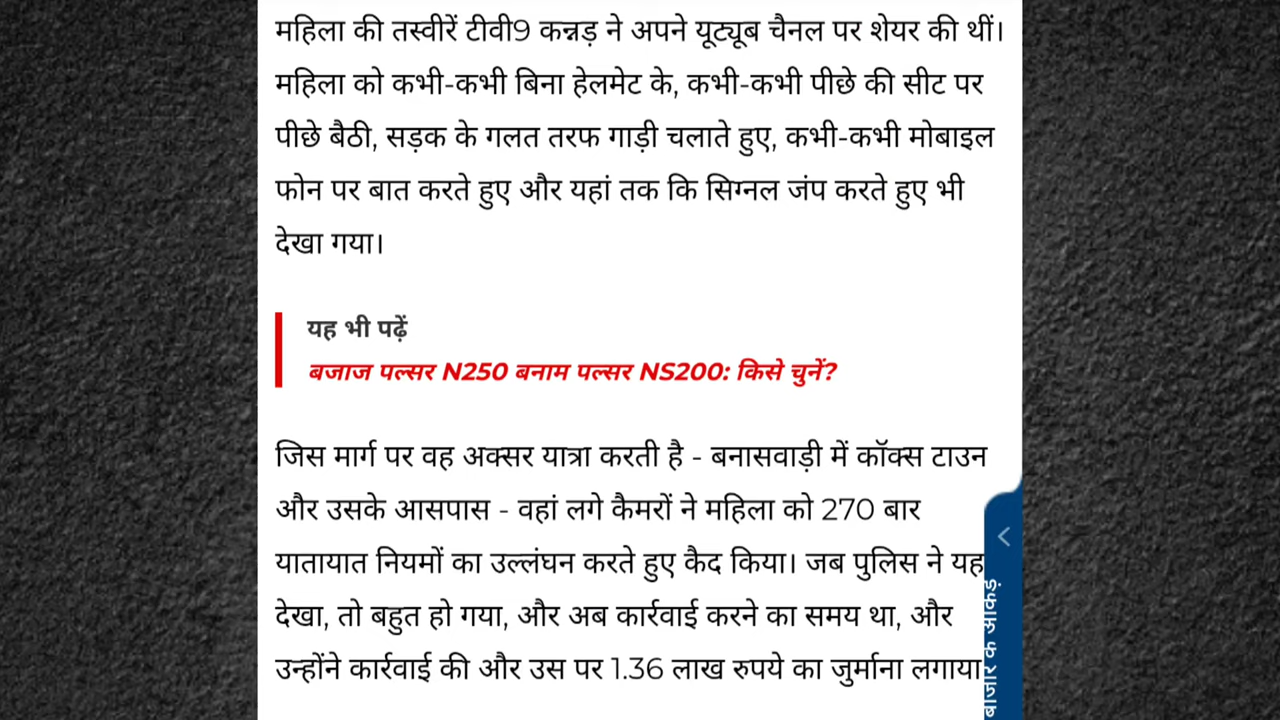 महिला की तस्वीरें टीवी9 कन्नड़ ने अपने यूट्यूब चैनल पर शेयर की थीं।
महिला को कभी-कभी बिना हेलमेट के, कभी-कभी पीछे की सीट पर
पीछे बैठी, सड़क के गलत तरफ गाड़ी चलाते हुए, कभी-कभी मोबाइल
फोन पर बात करते हुए और यहां तक कि सिग्नल जंप करते हुए भी
देखा गया।
यह भी पढ़ें
बजाज पल्सर N250 बनाम पल्सर NS200: किसे चुनें?
जिस मार्ग पर वह अक्सर यात्रा करती है - बनासवाड़ी में कॉक्स टाउन
और उसके आसपास - वहां लगे कैमरों ने महिला को 270 बार
यातायात नियमों का उल्लंघन करते हुए कैद किया। जब पुलिस ने यह
देखा, तो बहुत हो गया, और अब कार्रवाई करने का समय था, और
उन्होंने कार्रवाई की और उस पर 1.36 लाख रुपये का जुर्माना लगाया
बाजार के आंकड़